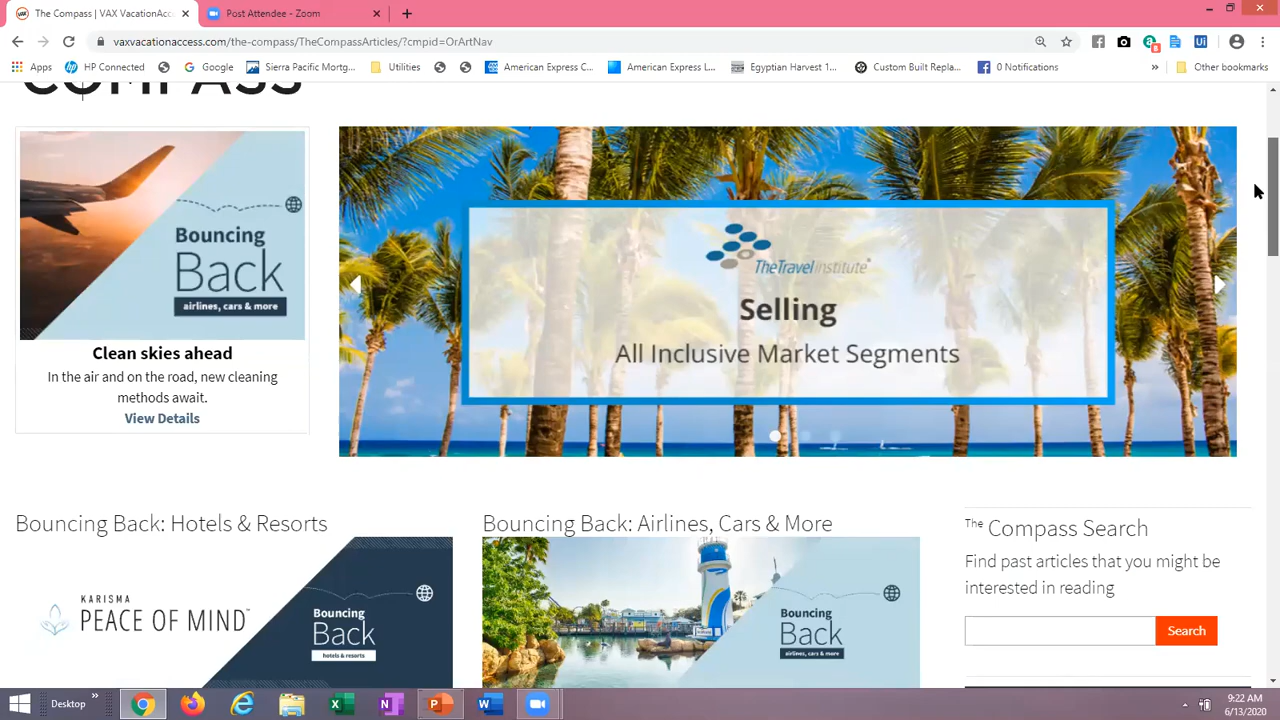 The Compass | VAX VacationAcc
Post Attendee - Zoom
vaxvacationaccess.com/the-compass/TheCompassArticles/?cmpid=OrArtNav
Apps
HP Connected
Google
Sierra Pacific Mortg...
Utilities
American Express C...
American Express L...
Egyptian Harvest 1...
Custom Built Repla...
0 Notifications
»
Other bookmarks
COMPASS
Bouncing
Back
airlines, cars & more
Clean skies ahead
In the air and on the road, new cleaning
methods await.
View Details
TheTravelInstitute
Selling
All Inclusive Market Segments
Bouncing Back: Hotels & Resorts
KARISMA
PEACE OF MIND™
Bouncing
Back
hotels & resorts
Bouncing Back: Airlines, Cars & More
Bouncing
Back
airlines, cars & more
The Compass Search
Find past articles that you might be
interested in reading
Search
Desktop
»
9:22 AM
6/13/2020